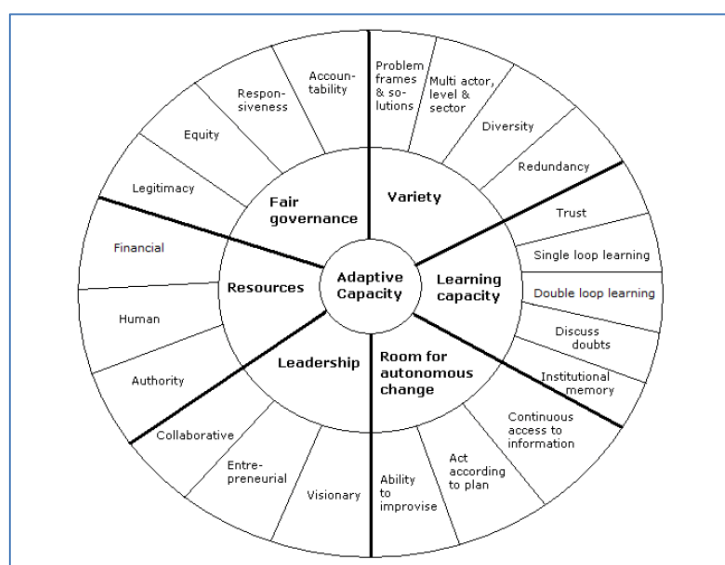 Problem
frames
& so-
lutions
Multi actor,
level &
sector
Diversity
Redundancy
Trust
Single loop learning
Double loop learning
Discuss
doubts
Institutional
memory
Continuous
access to
information
Act
according
to plan
Ability
to
improvise
Visionary
Entre-
preneurial
Collaborative
Authority
Human
Financial
Legitimacy
Equity
Respon-
siveness
Accoun-
tability
Fair
governance
Variety
Learning
capacity
Room for
autonomous
change
Leadership
Resources
Adaptive
Capacity